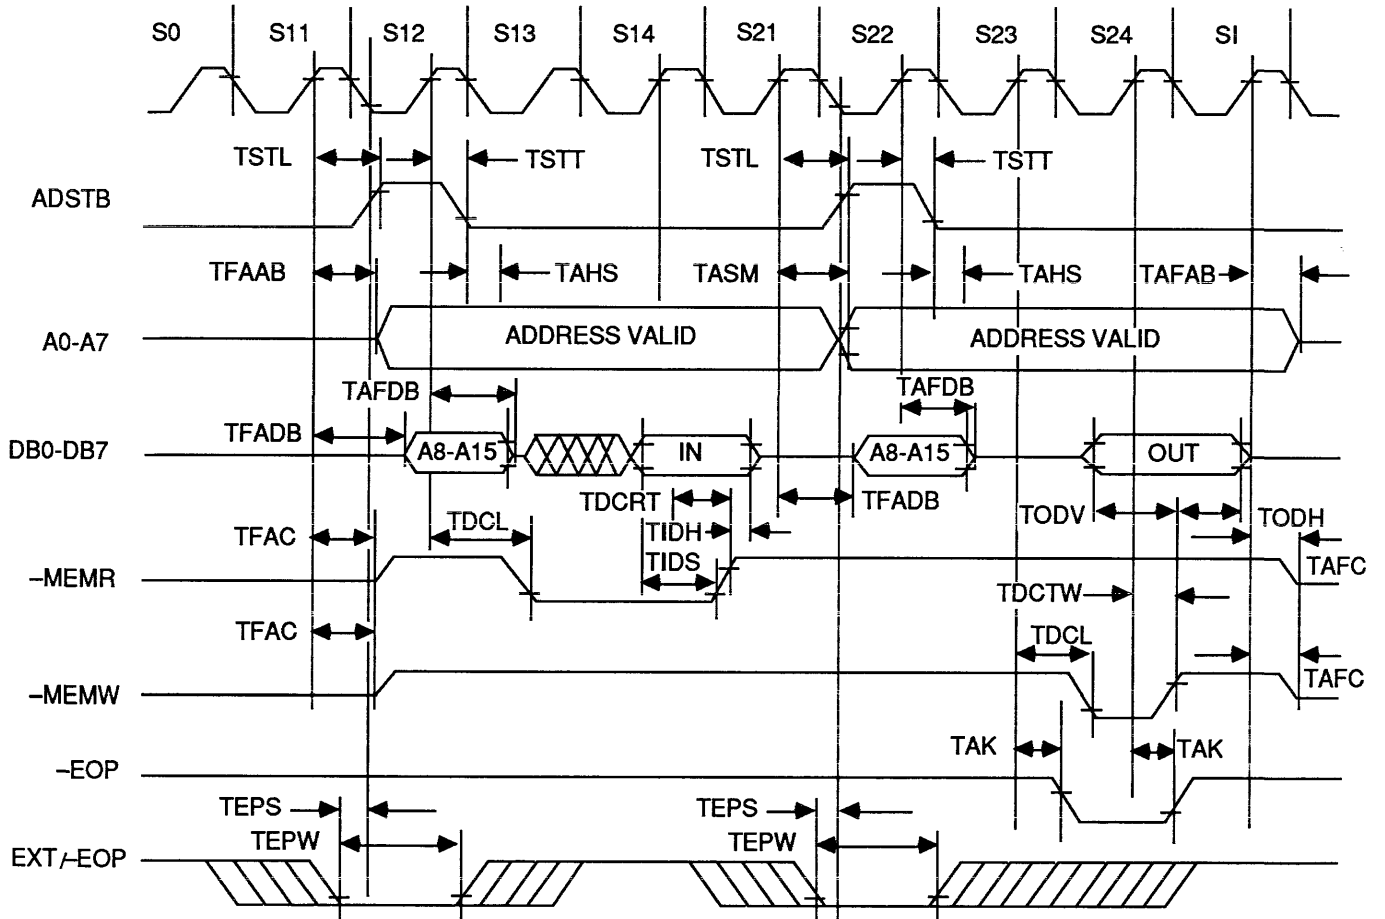 S0 S11 S12 S13 S14 S21 S22 S23 S24 SI
TSTL TSTT TSTL TSTT
ADSTB
TFAAB TAHS TASM TAHS TAFAB
A0-A7 ADDRESS VALID ADDRESS VALID
TAFDB TAFDB
TFADB
DB0-DB7 A8-A15 IN A8-A15 OUT
TDCRT TFADB
TFAC TDCL TIDH TODV TODH
TIDS
-MEMR TAFC
TDCTW
TFAC TDCL
-MEMW TAFC
TAK TAK
-EOP
TEPS TEPS
TEPW TEPW
EXT/-EOP